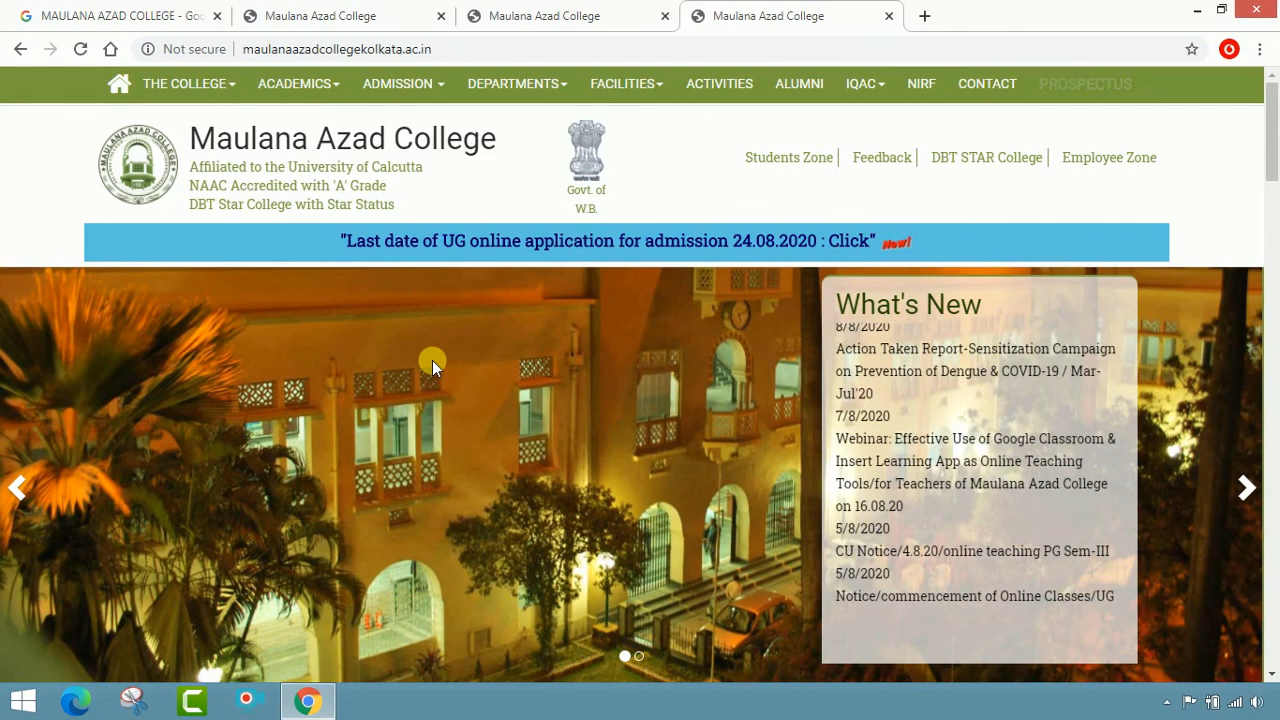 MAULANA AZAD COLLEGE - Goo
Maulana Azad College
Maulana Azad College
Maulana Azad College
Not secure
maulanaazadcollegekolkata.ac.in
THE COLLEGE
ACADEMICS
ADMISSION
DEPARTMENTS
FACILITIES
ACTIVITIES
ALUMNI
IQAC
NIRF
CONTACT
PROSPECTUS
MAULANA AZAD COLLEGE
Maulana Azad College
Affiliated to the University of Calcutta
NAAC Accredited with 'A' Grade
DBT Star College with Star Status
Govt. of
W.B.
Students Zone
Feedback
DBT STAR College
Employee Zone
"Last date of UG online application for admission 24.08.2020 : Click" New!
What's New
8/8/2020
Action Taken Report-Sensitization Campaign
on Prevention of Dengue & COVID-19 / Mar-
Jul'20
7/8/2020
Webinar: Effective Use of Google Classroom &
Insert Learning App as Online Teaching
Tools/for Teachers of Maulana Azad College
on 16.08.20
5/8/2020
CU Notice/4.8.20/online teaching PG Sem-III
5/8/2020
Notice/commencement of Online Classes/UG